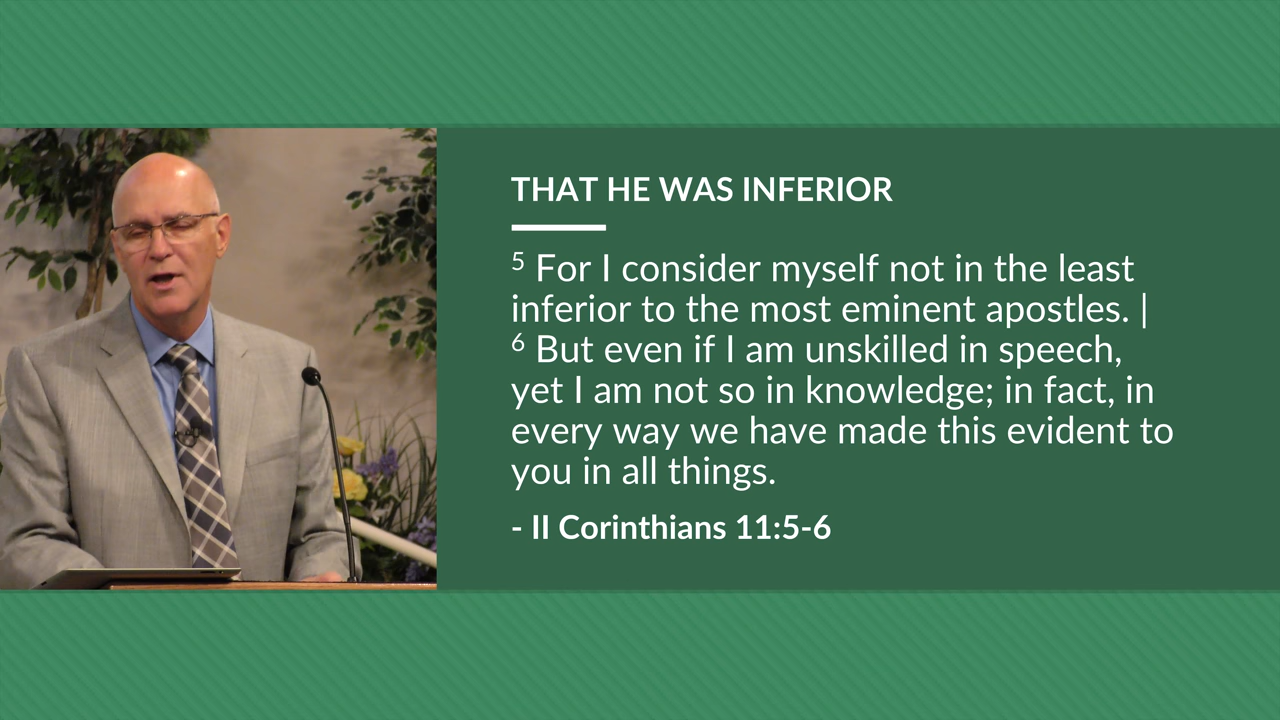 THAT HE WAS INFERIOR
5 For I consider myself not in the least
inferior to the most eminent apostles. |
6 But even if I am unskilled in speech,
yet I am not so in knowledge; in fact, in
every way we have made this evident to
you in all things.
- II Corinthians 11:5-6